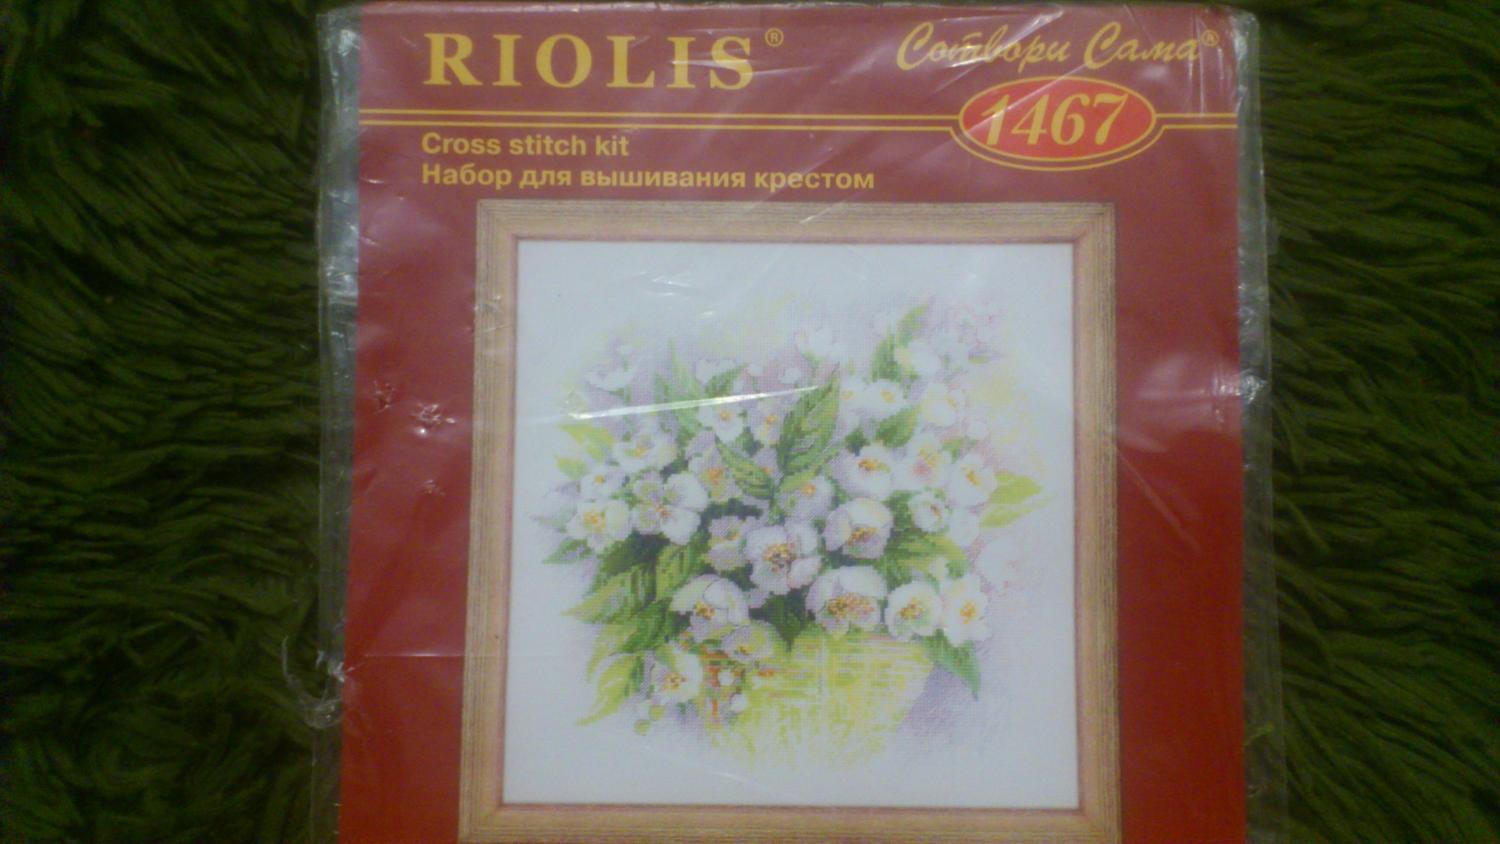 RIOLIS®
Сотвори Сама®
1467
Cross stitch kit
Набор для вышивания крестом